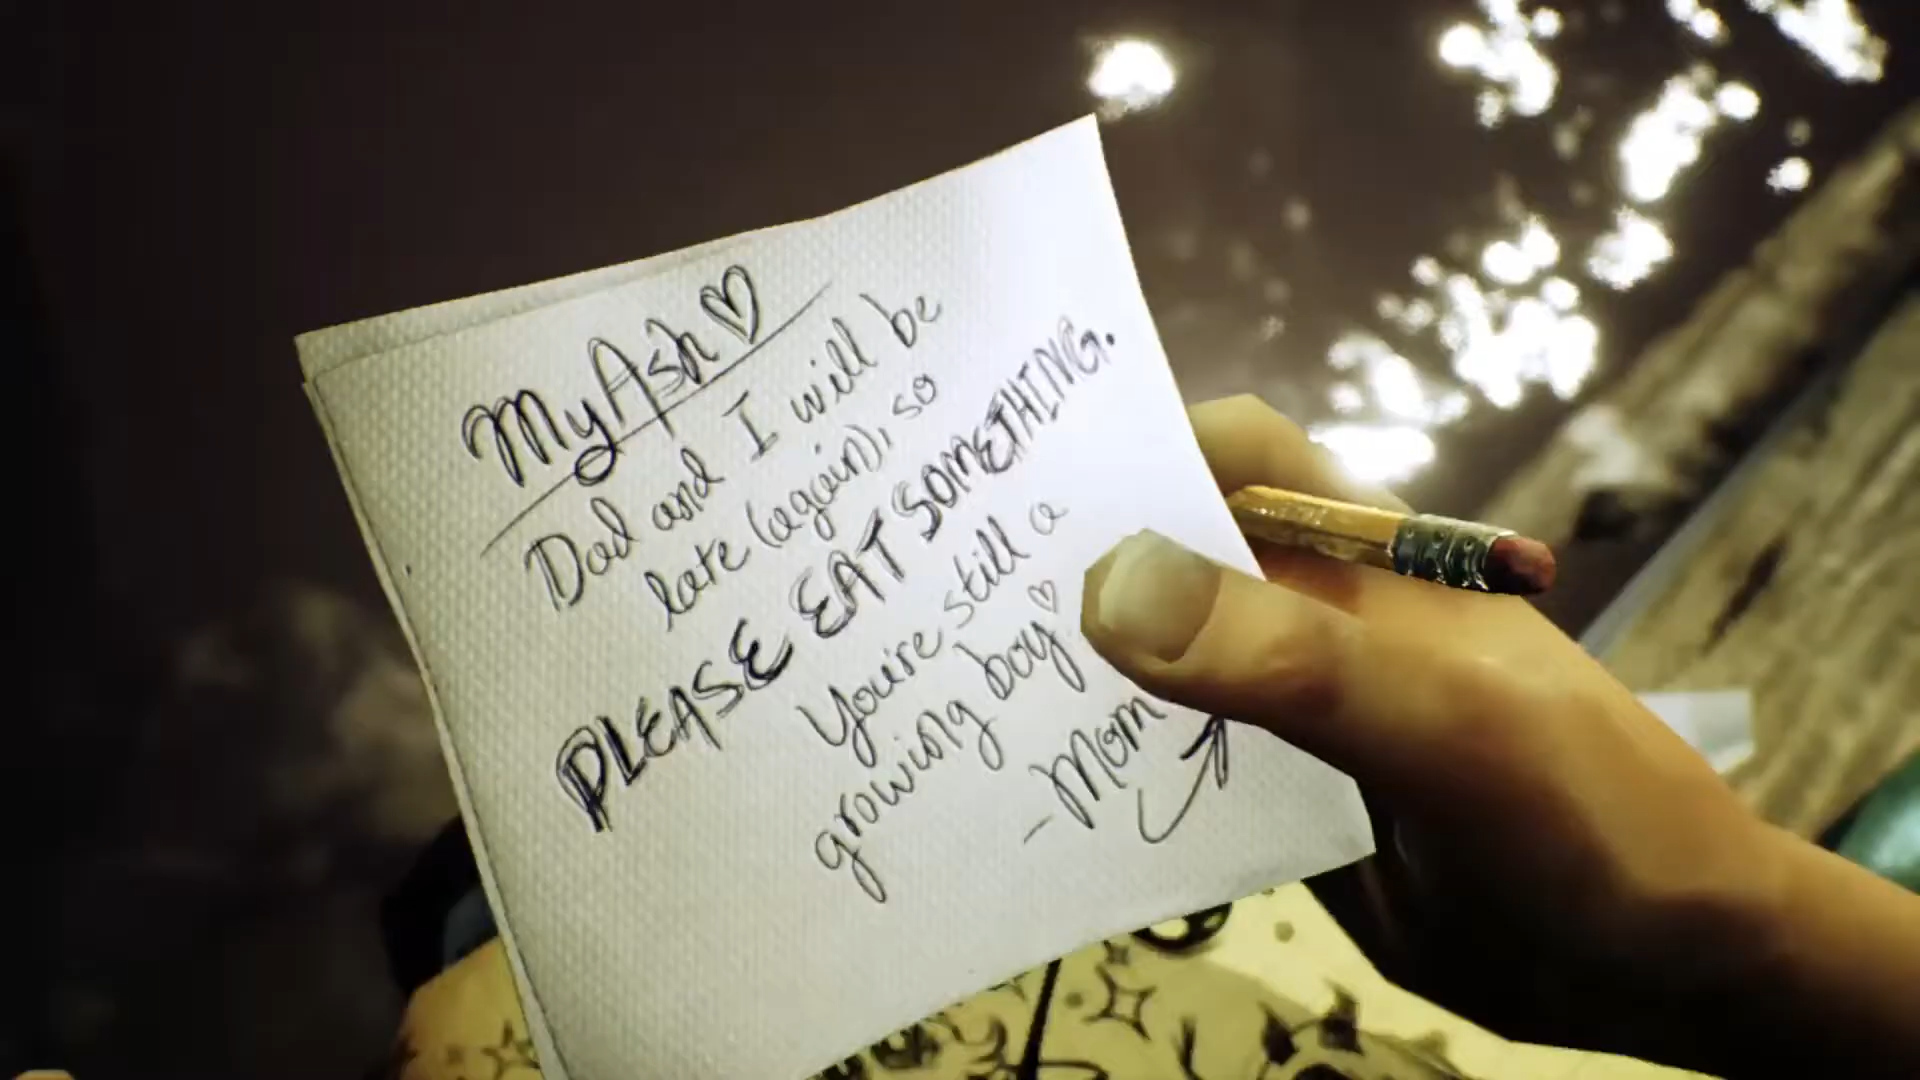 My Ash ♡
Dad and I will be
late (again), so
PLEASE EAT SOMETHING.
You're still a
growing boy ♡
- Mom